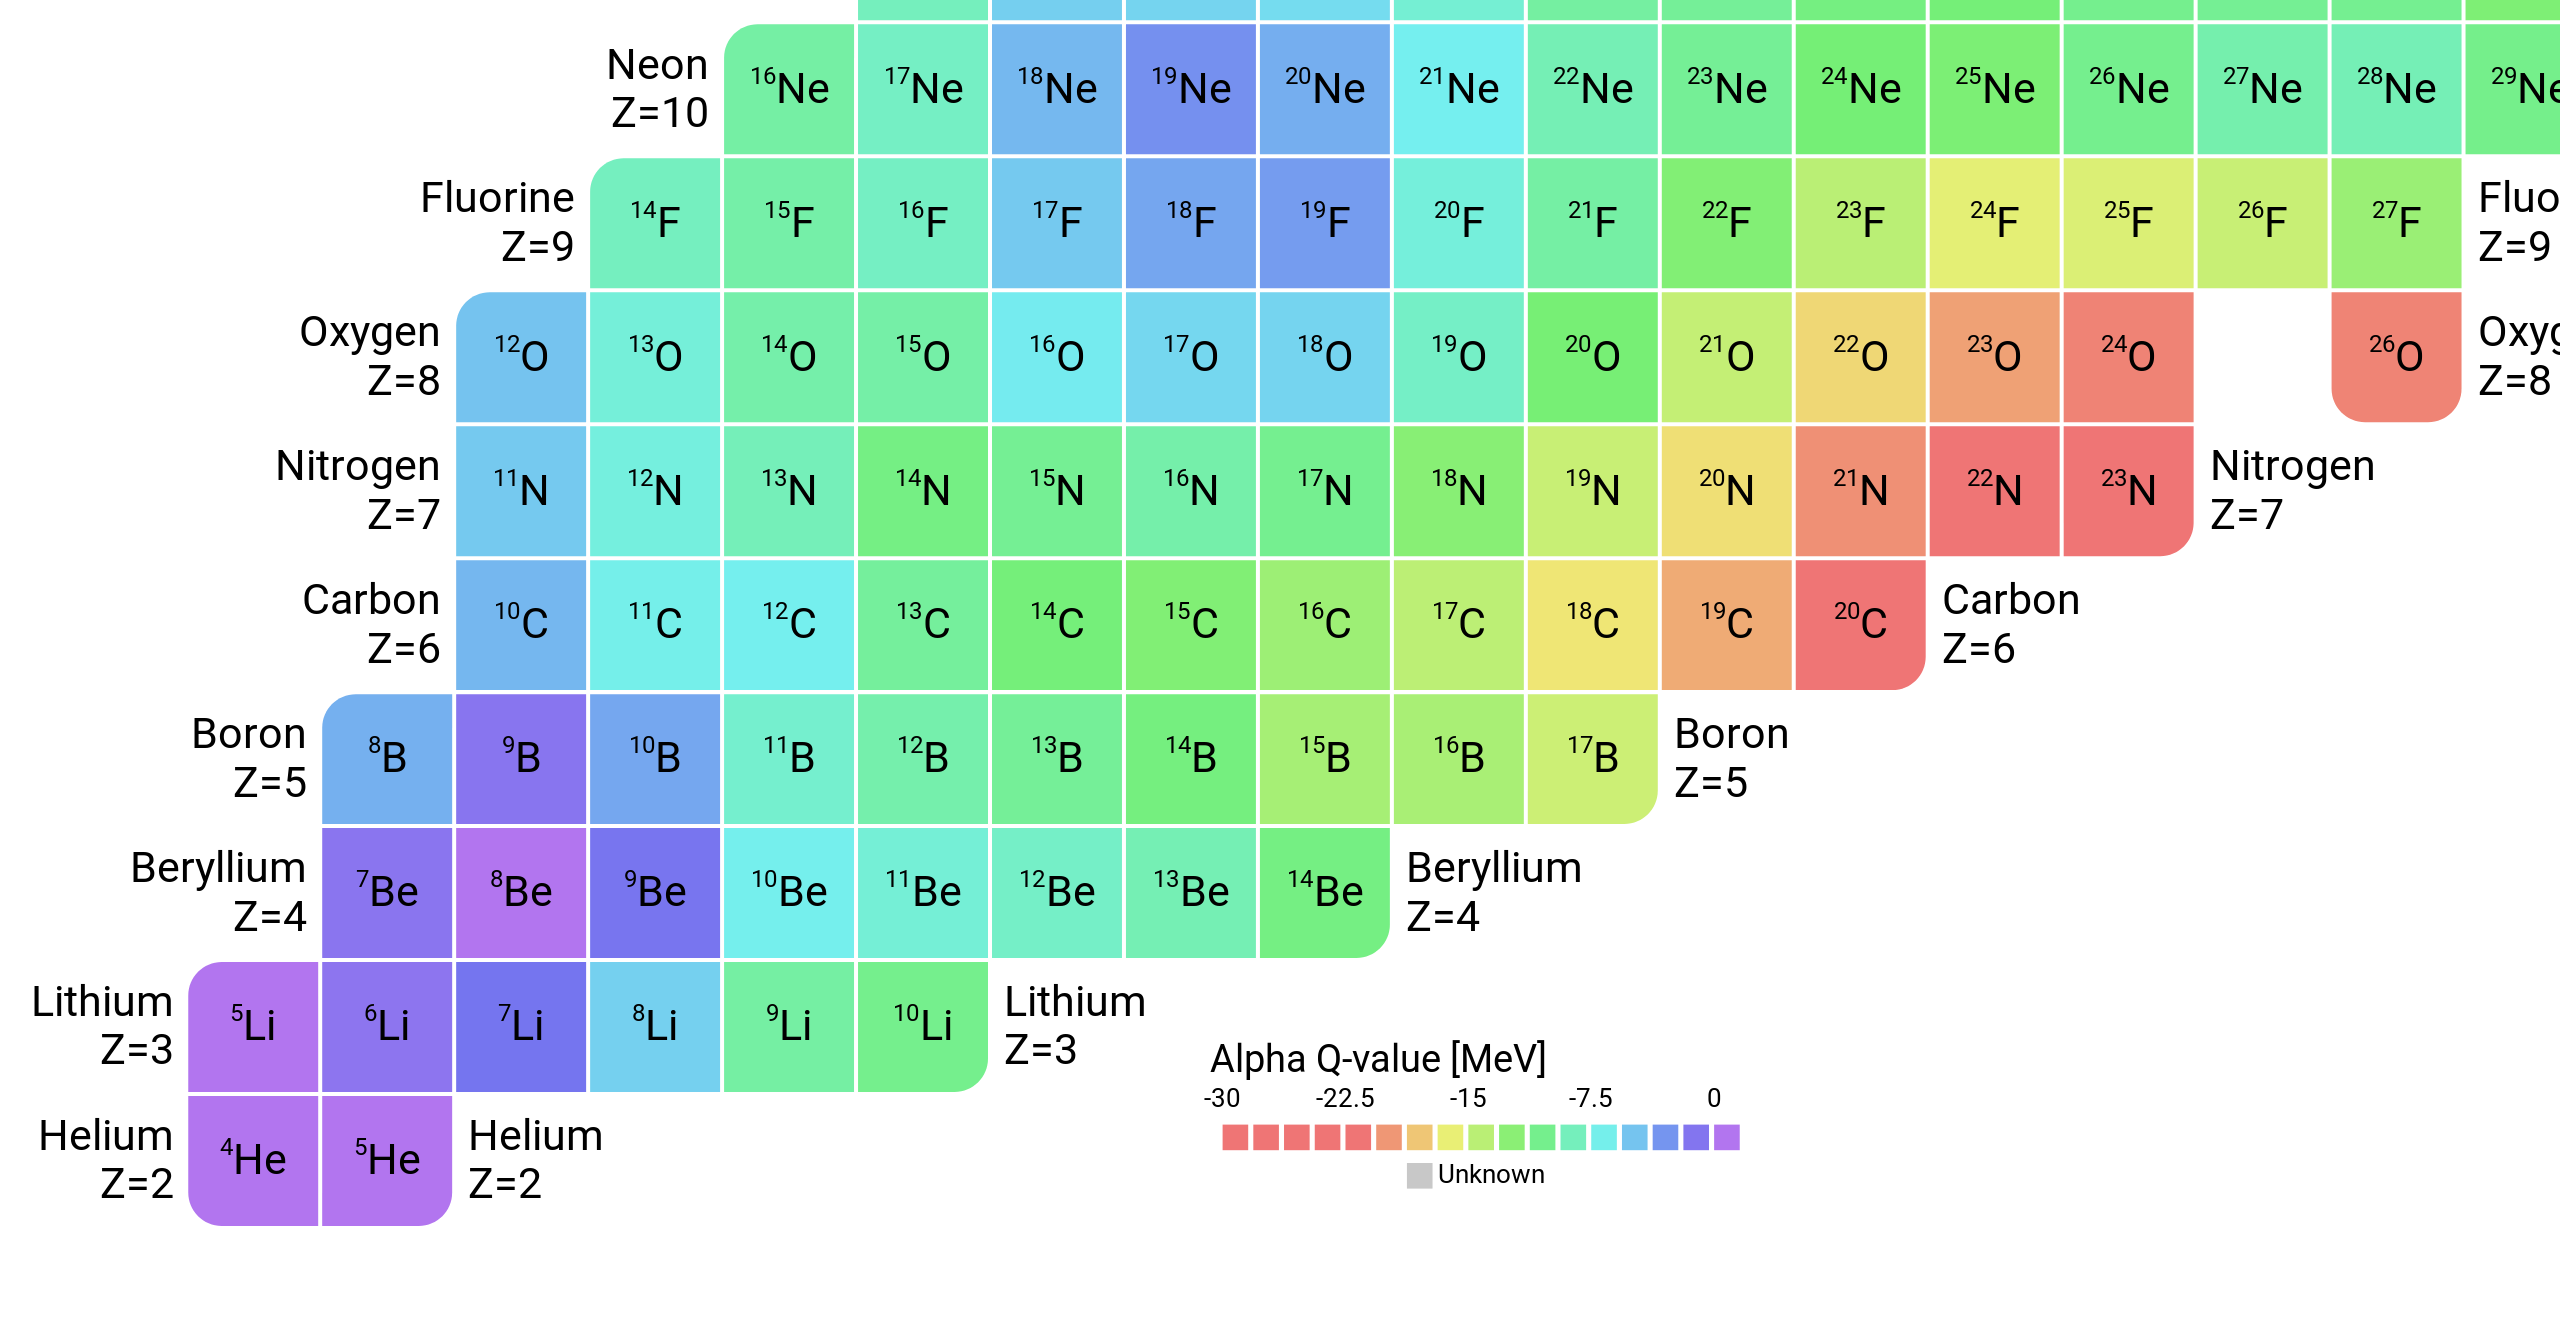 Neon
Z=10
16Ne 17Ne 18Ne 19Ne 20Ne 21Ne 22Ne 23Ne 24Ne 25Ne 26Ne 27Ne 28Ne 29Ne
Fluorine
Z=9
14F 15F 16F 17F 18F 19F 20F 21F 22F 23F 24F 25F 26F 27F
Fluo
Z=9
Oxygen
Z=8
12O 13O 14O 15O 16O 17O 18O 19O 20O 21O 22O 23O 24O 26O
Oxyg
Z=8
Nitrogen
Z=7
11N 12N 13N 14N 15N 16N 17N 18N 19N 20N 21N 22N 23N
Nitrogen
Z=7
Carbon
Z=6
10C 11C 12C 13C 14C 15C 16C 17C 18C 19C 20C
Carbon
Z=6
Boron
Z=5
8B 9B 10B 11B 12B 13B 14B 15B 16B 17B
Boron
Z=5
Beryllium
Z=4
7Be 8Be 9Be 10Be 11Be 12Be 13Be 14Be
Beryllium
Z=4
Lithium
Z=3
5Li 6Li 7Li 8Li 9Li 10Li
Lithium
Z=3
Helium
Z=2
4He 5He
Helium
Z=2
Alpha Q-value [MeV]
-30 -22.5 -15 -7.5 0
Unknown